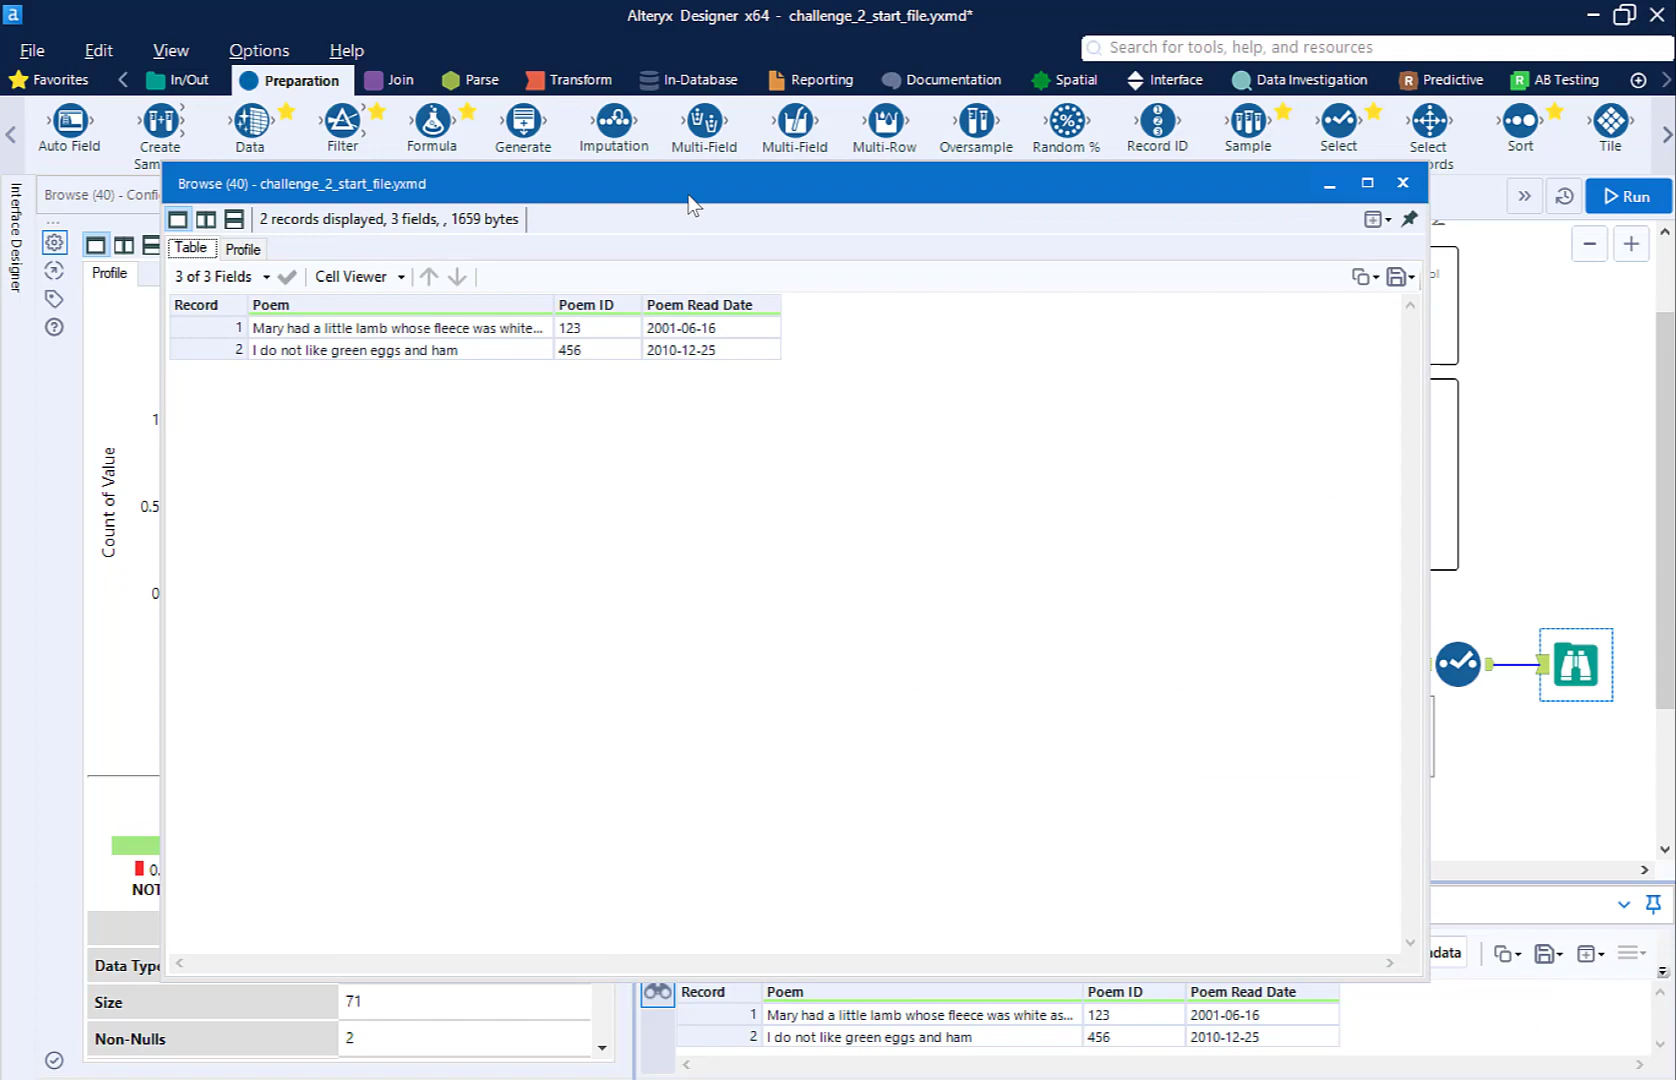 Alteryx Designer x64 - challenge_2_start_file.yxmd*
File Edit View Options Help
Search for tools, help, and resources
Favorites In/Out Preparation Join Parse Transform In-Database Reporting Documentation Spatial Interface Data Investigation Predictive AB Testing
Auto Field Create Data Filter Formula Generate Imputation Multi-Field Multi-Field Multi-Row Oversample Random % Record ID Sample Select Select Sort Tile
Interface Designer
Browse (40) - Confi
Browse (40) - challenge_2_start_file.yxmd
Run
2 records displayed, 3 fields, , 1659 bytes
Table Profile
3 of 3 Fields Cell Viewer
Record Poem Poem ID Poem Read Date
1 Mary had a little lamb whose fleece was white... 123 2001-06-16
2 I do not like green eggs and ham 456 2010-12-25
Profile
Count of Value
1
0.5
0
0.
NOT
Data Type
Size 71
Non-Nulls 2
adata
Record Poem Poem ID Poem Read Date
1 Mary had a little lamb whose fleece was white as... 123 2001-06-16
2 I do not like green eggs and ham 456 2010-12-25